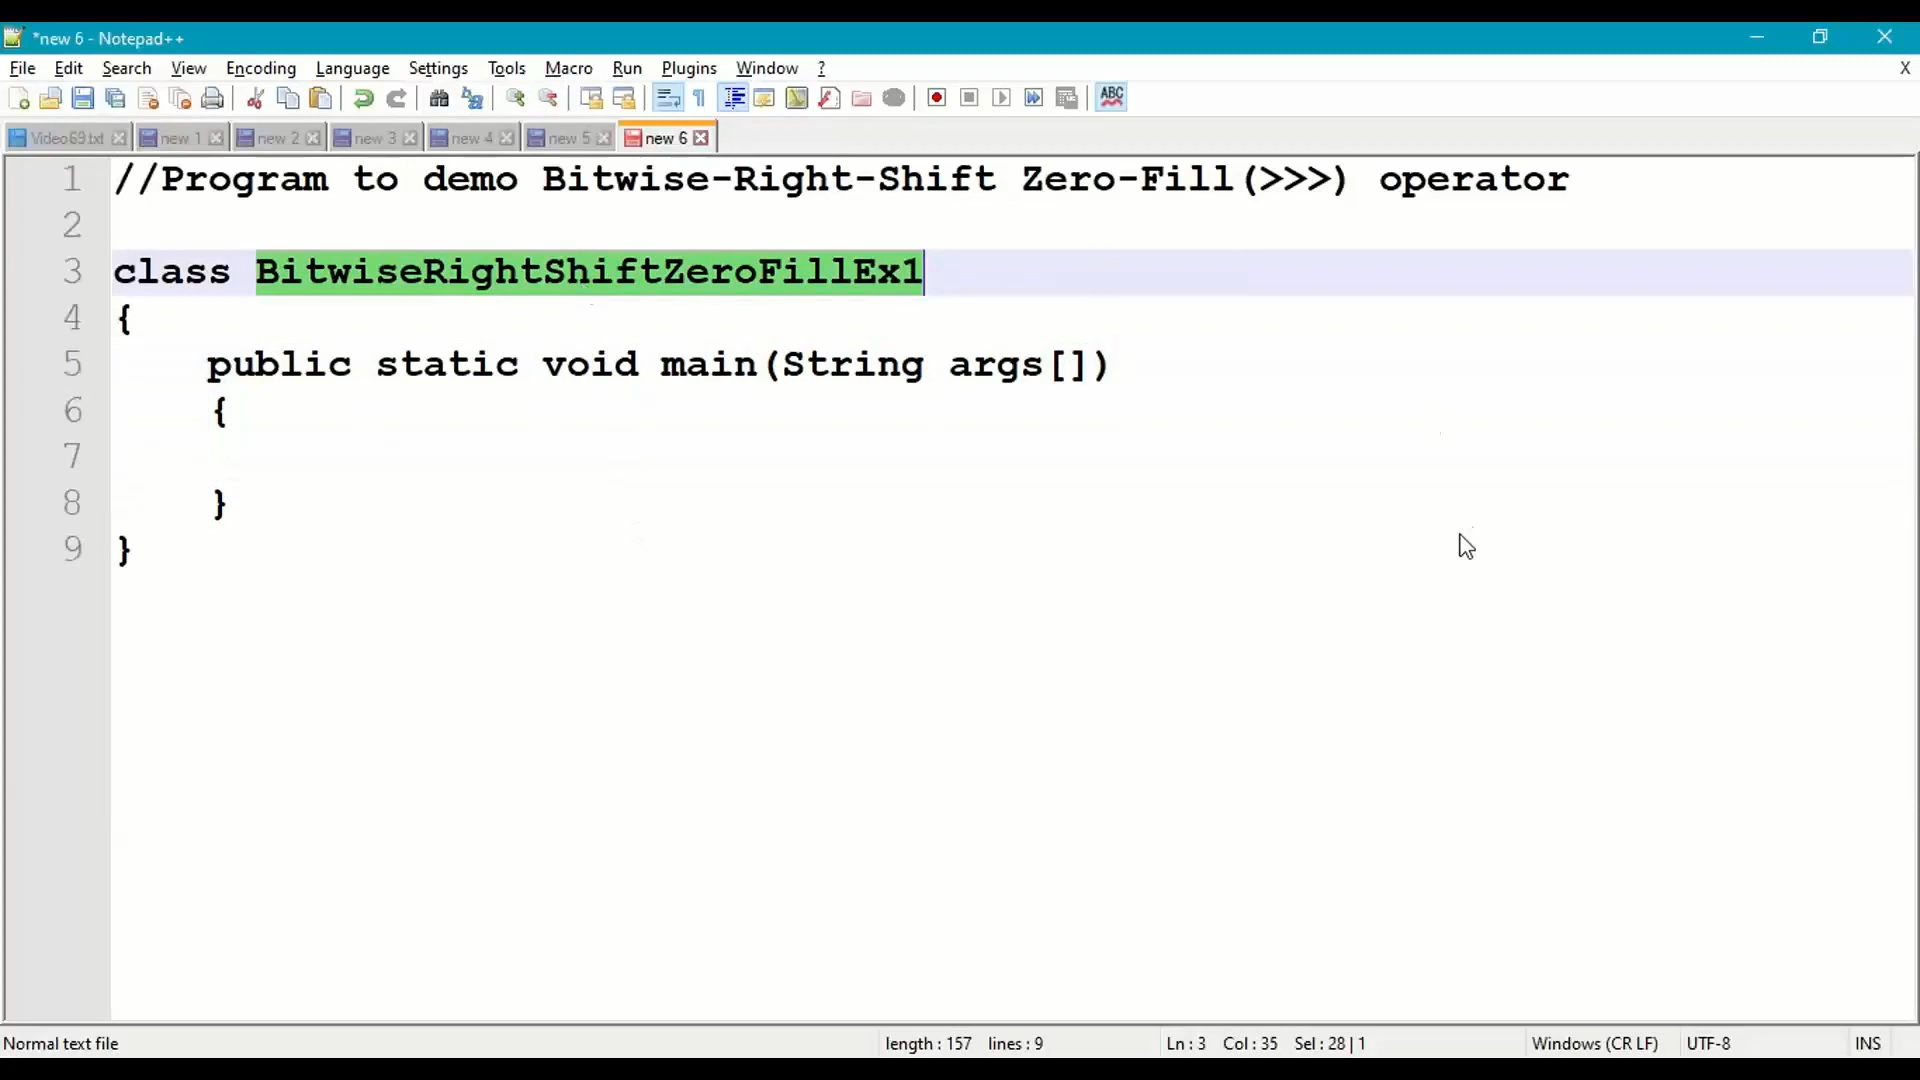 *new 6 - Notepad++
File Edit Search View Encoding Language Settings Tools Macro Run Plugins Window ? X
ABC
Video69.txt new 1 new 2 new 3 new 4 new 5 new 6
1 //Program to demo Bitwise-Right-Shift Zero-Fill(>>>) operator
2
3 class BitwiseRightShiftZeroFillEx1
4 {
5 public static void main(String args[])
6 {
7
8 }
9 }
Normal text file length : 157 lines : 9 Ln : 3 Col : 35 Sel : 28 | 1 Windows (CR LF) UTF-8 INS